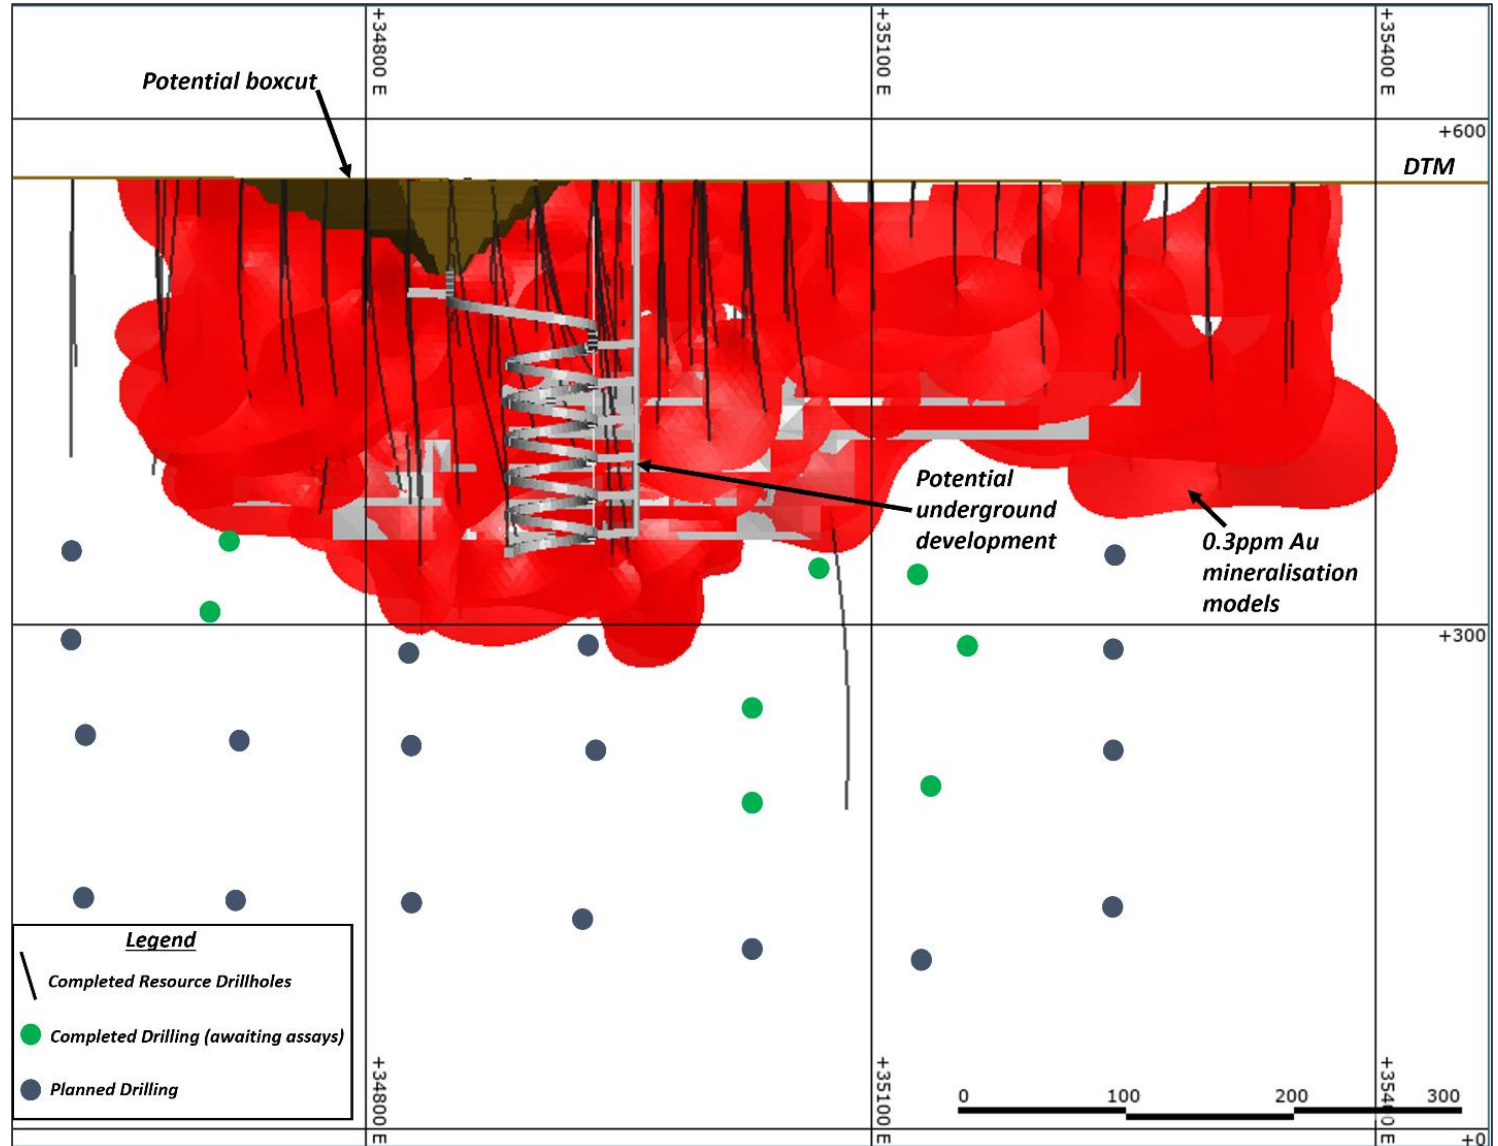 +34800 E
+35100 E
+35400 E
Potential boxcut
+600
DTM
Potential
underground
development
0.3ppm Au
mineralisation
models
+300
Legend
Completed Resource Drillholes
Completed Drilling (awaiting assays)
Planned Drilling
+34800 E
+35100 E
+35400 E
0 100 200 300
+0